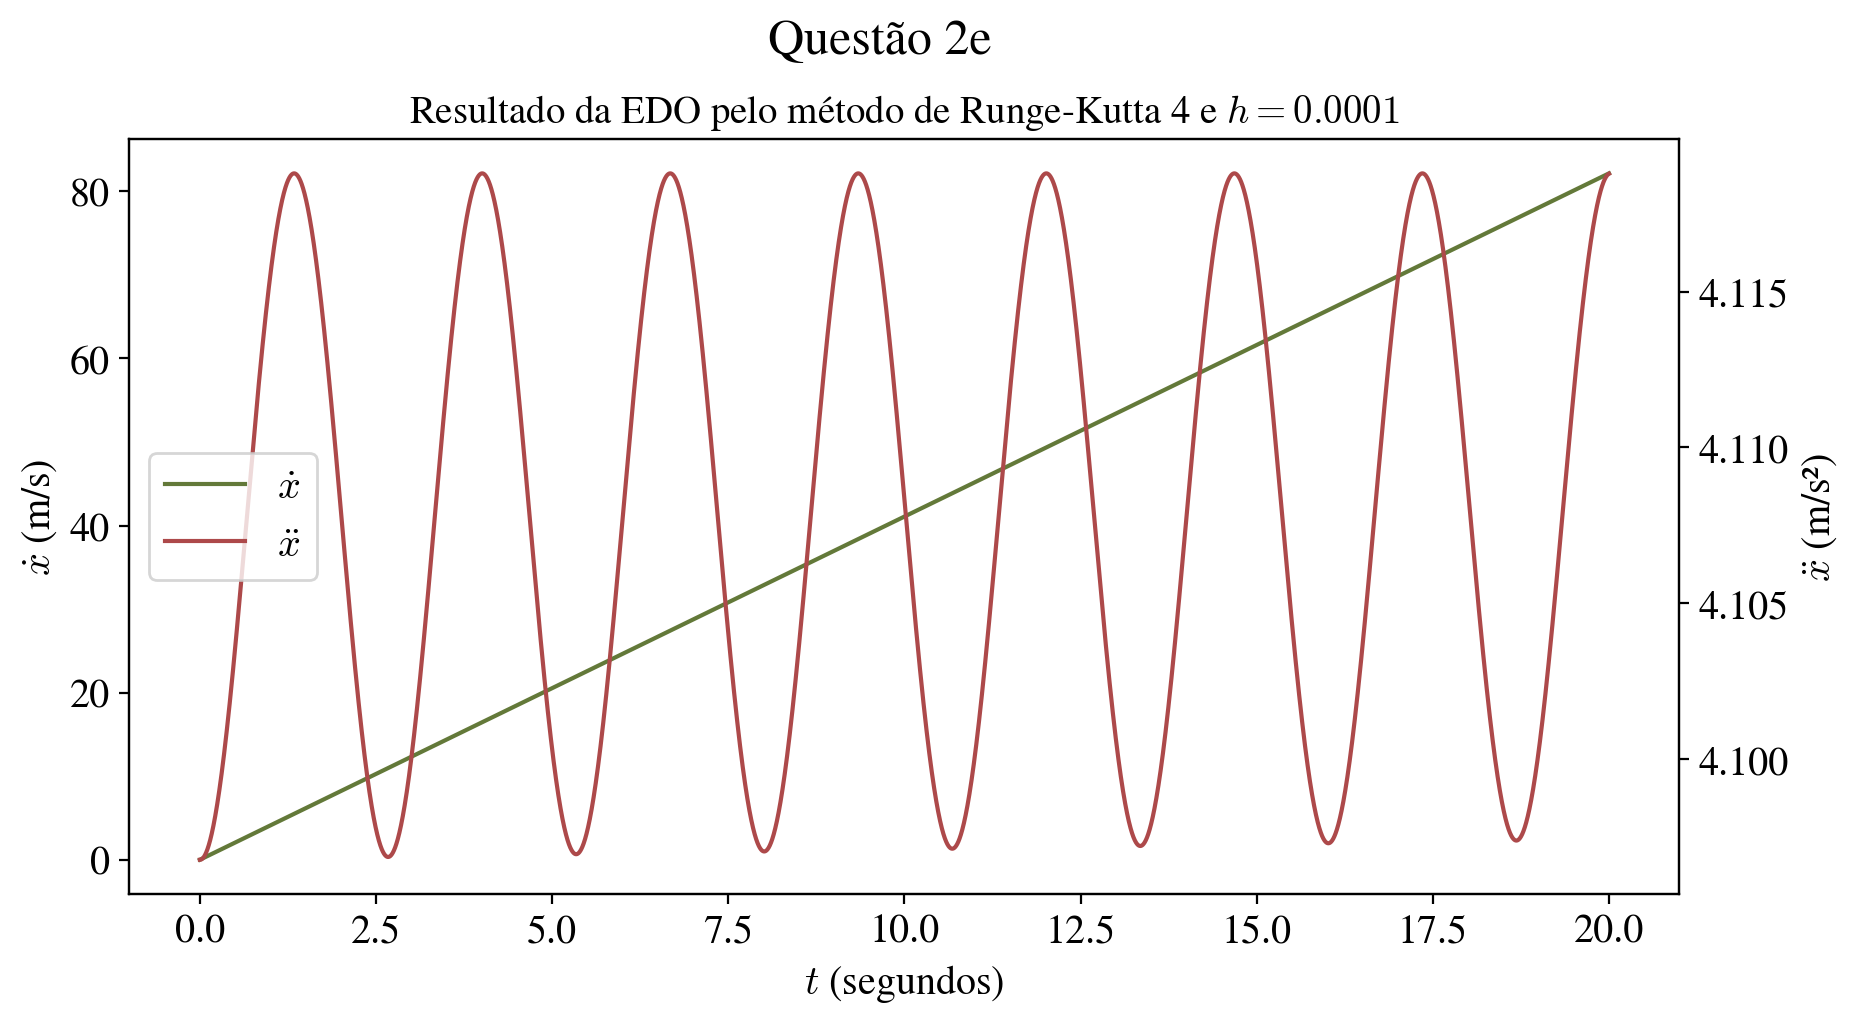 Questão 2e
Resultado da EDO pelo método de Runge-Kutta 4 e h = 0.0001
80
60
40
20
0
ẋ (m/s)
ẋ
ẍ
4.115
4.110
4.105
4.100
ẍ (m/s²)
0.0 2.5 5.0 7.5 10.0 12.5 15.0 17.5 20.0
t (segundos)